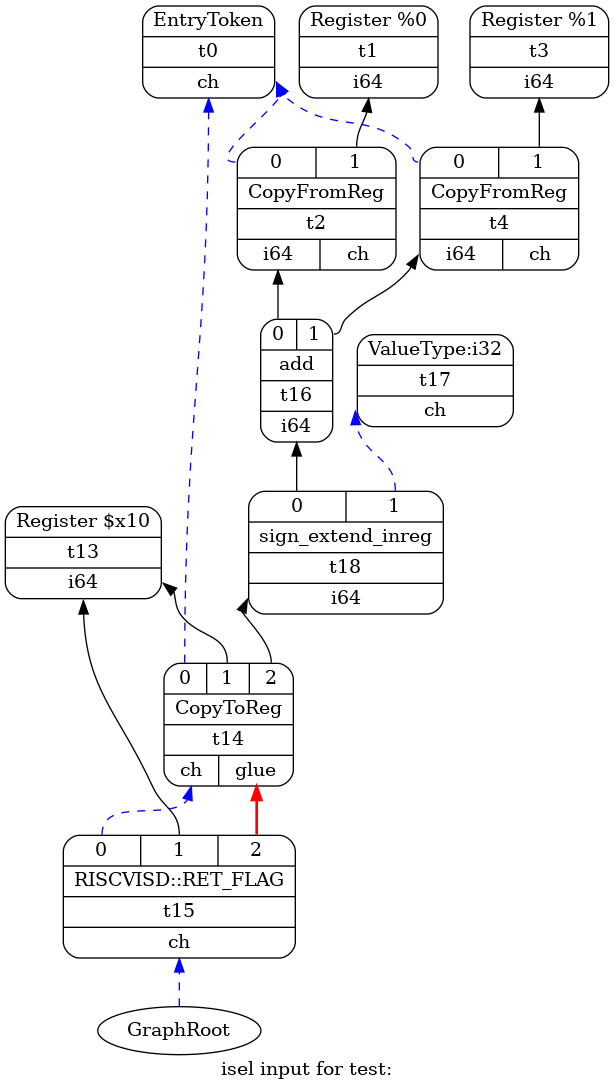 EntryToken
t0
ch
Register %0
t1
i64
Register %1
t3
i64
0 1
CopyFromReg
t2
i64 ch
0 1
CopyFromReg
t4
i64 ch
0 1
add
t16
i64
ValueType:i32
t17
ch
0 1
sign_extend_inreg
t18
i64
Register $x10
t13
i64
0 1 2
CopyToReg
t14
ch glue
0 1 2
RISCVISD::RET_FLAG
t15
ch
GraphRoot
isel input for test: